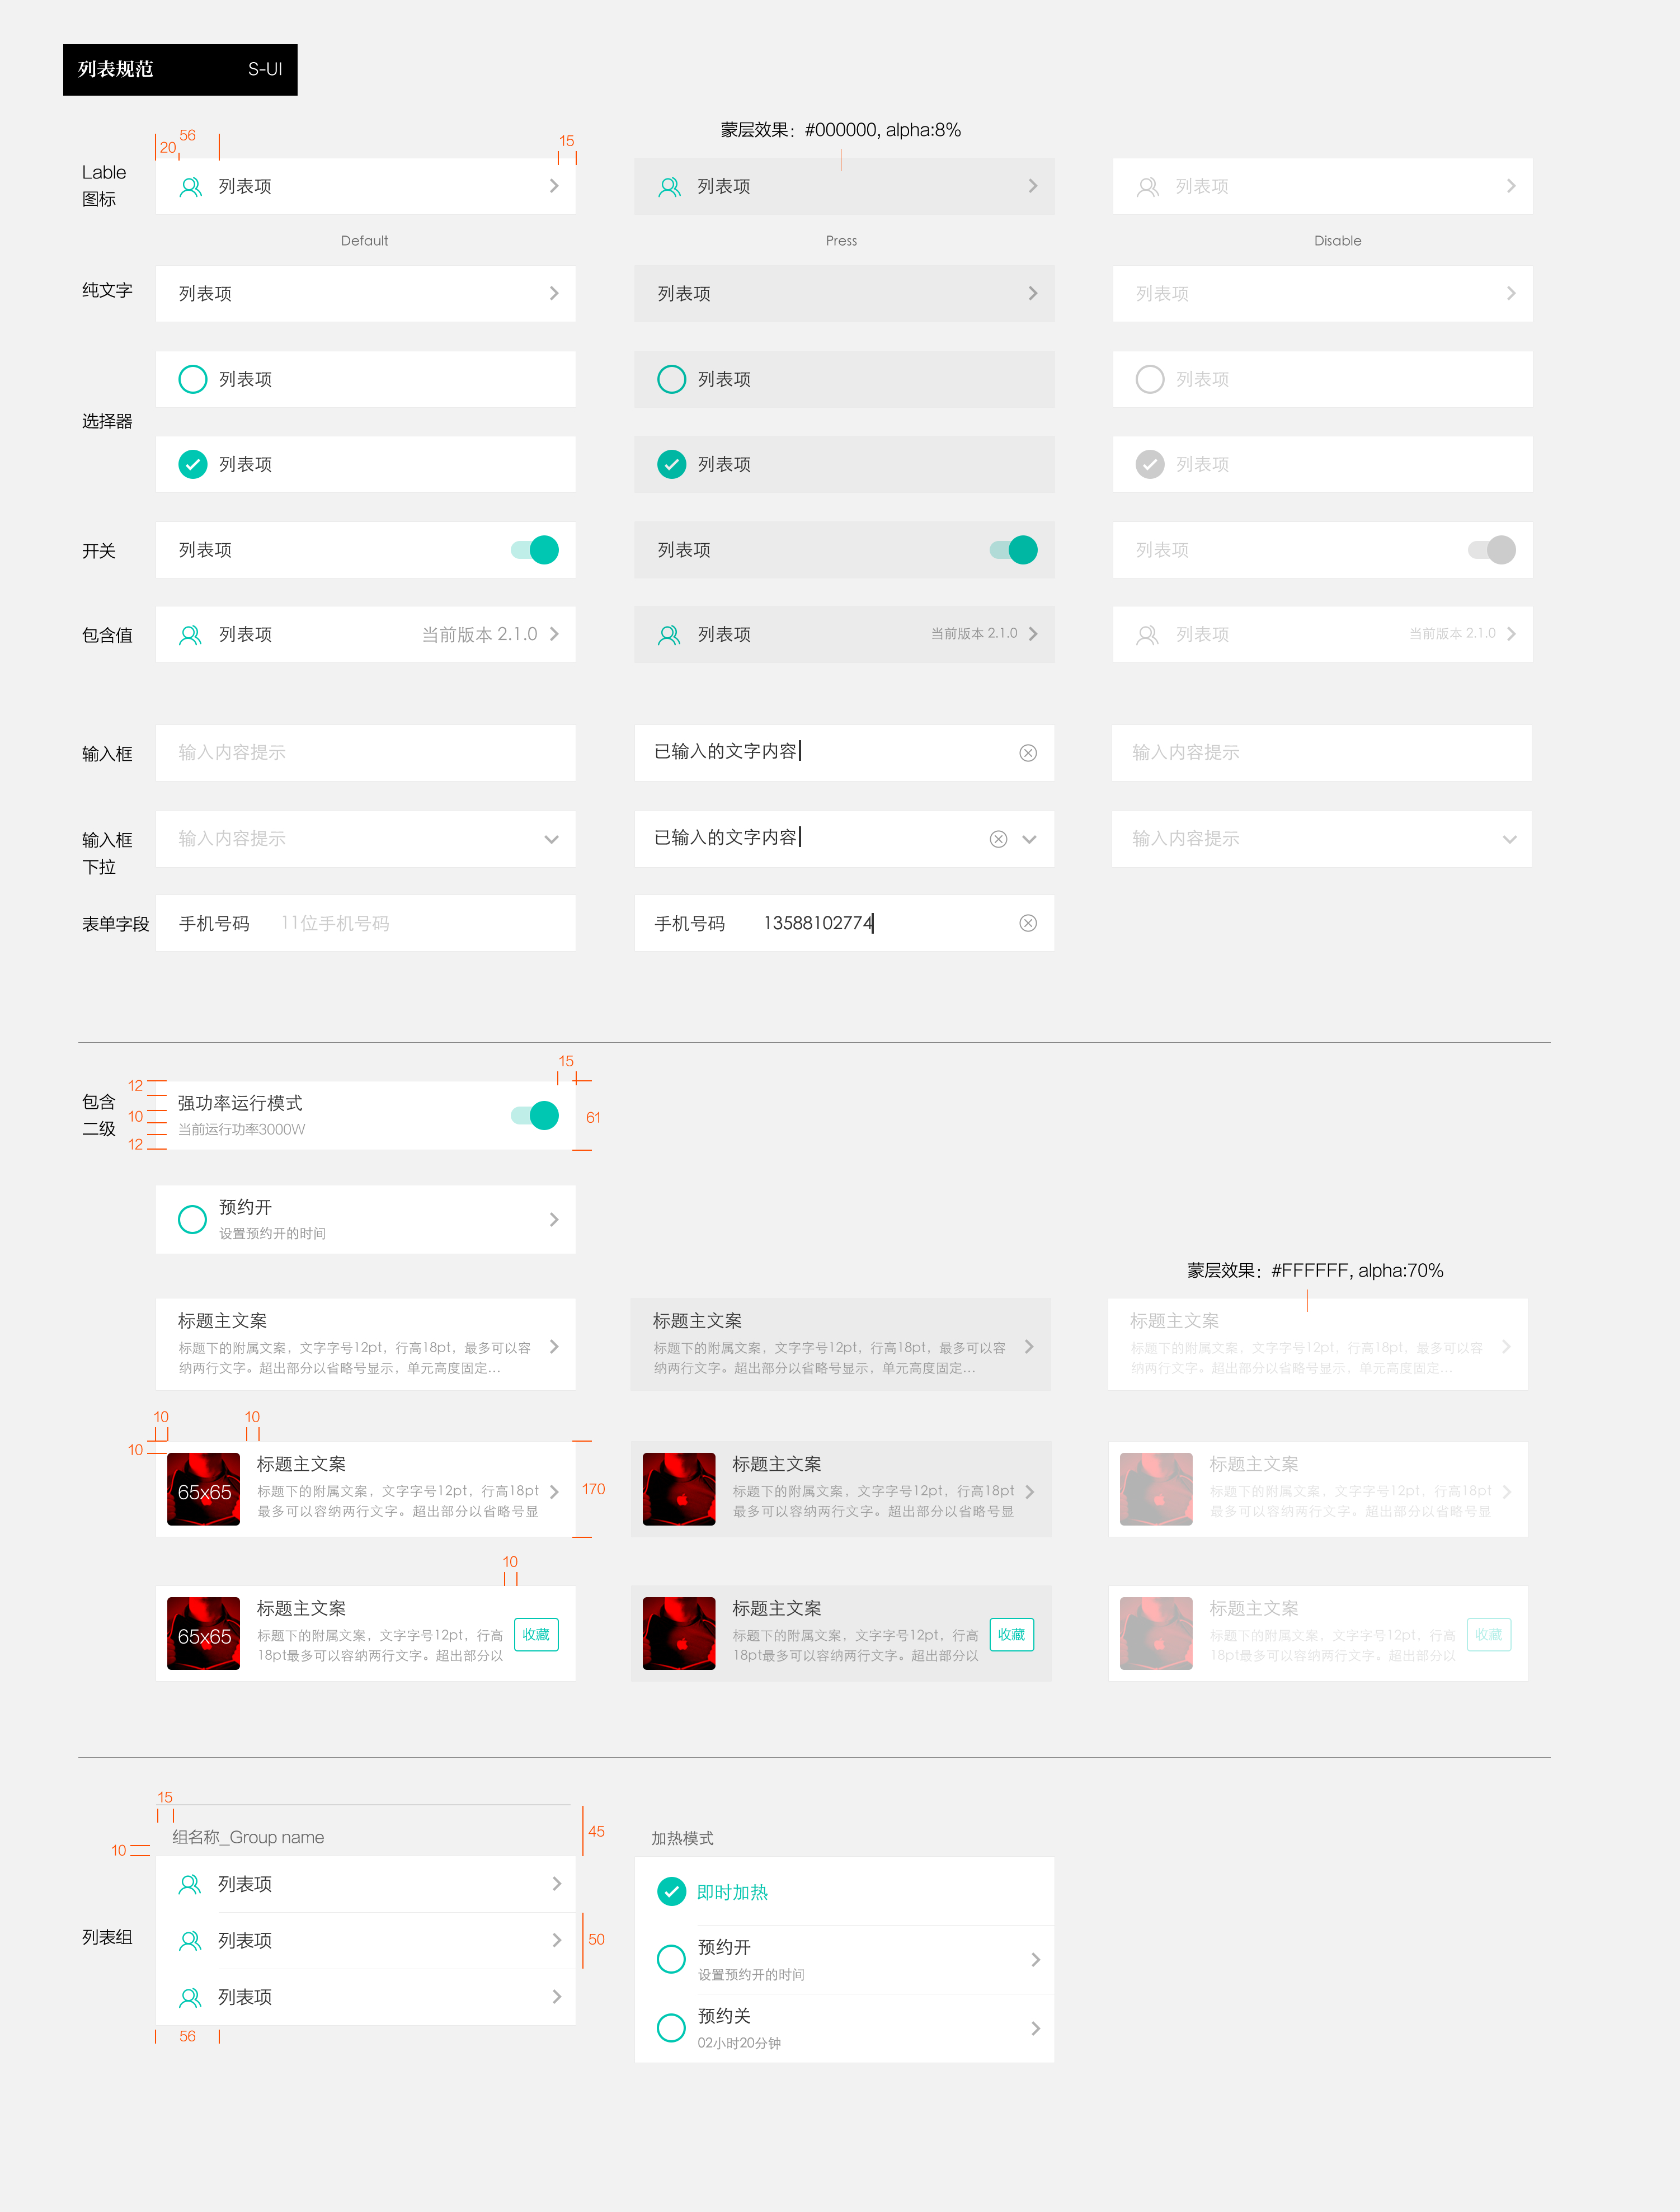 列表规范 S-UI
蒙层效果：#000000, alpha:8%
56
20
15
Lable
图标
列表项
列表项
列表项
Default
Press
Disable
纯文字
列表项
列表项
列表项
选择器
列表项
列表项
列表项
列表项
列表项
列表项
开关
列表项
列表项
列表项
包含值
列表项 当前版本 2.1.0
列表项 当前版本 2.1.0
列表项 当前版本 2.1.0
输入框
输入内容提示
已输入的文字内容
输入内容提示
输入框
下拉
输入内容提示
已输入的文字内容
输入内容提示
表单字段
手机号码 11位手机号码
手机号码 13588102774
15
包含
二级
12
10
12
强功率运行模式
当前运行功率3000W
61
预约开
设置预约开的时间
蒙层效果：#FFFFFF, alpha:70%
标题主文案
标题下的附属文案，文字字号12pt，行高18pt，最多可以容
纳两行文字。超出部分以省略号显示，单元高度固定...
标题主文案
标题下的附属文案，文字字号12pt，行高18pt，最多可以容
纳两行文字。超出部分以省略号显示，单元高度固定...
标题主文案
标题下的附属文案，文字字号12pt，行高18pt，最多可以容
纳两行文字。超出部分以省略号显示，单元高度固定...
10
10
10
65x65
标题主文案
标题下的附属文案，文字字号12pt，行高18pt
最多可以容纳两行文字。超出部分以省略号显
170
标题主文案
标题下的附属文案，文字字号12pt，行高18pt
最多可以容纳两行文字。超出部分以省略号显
标题主文案
标题下的附属文案，文字字号12pt，行高18pt
最多可以容纳两行文字。超出部分以省略号显
10
65x65
标题主文案
标题下的附属文案，文字字号12pt，行高
18pt最多可以容纳两行文字。超出部分以
收藏
标题主文案
标题下的附属文案，文字字号12pt，行高
18pt最多可以容纳两行文字。超出部分以
收藏
标题主文案
标题下的附属文案，文字字号12pt，行高
18pt最多可以容纳两行文字。超出部分以
收藏
15
组名称_Group name
45
10
列表组
列表项
列表项
列表项
50
56
加热模式
即时加热
预约开
设置预约开的时间
预约关
02小时20分钟